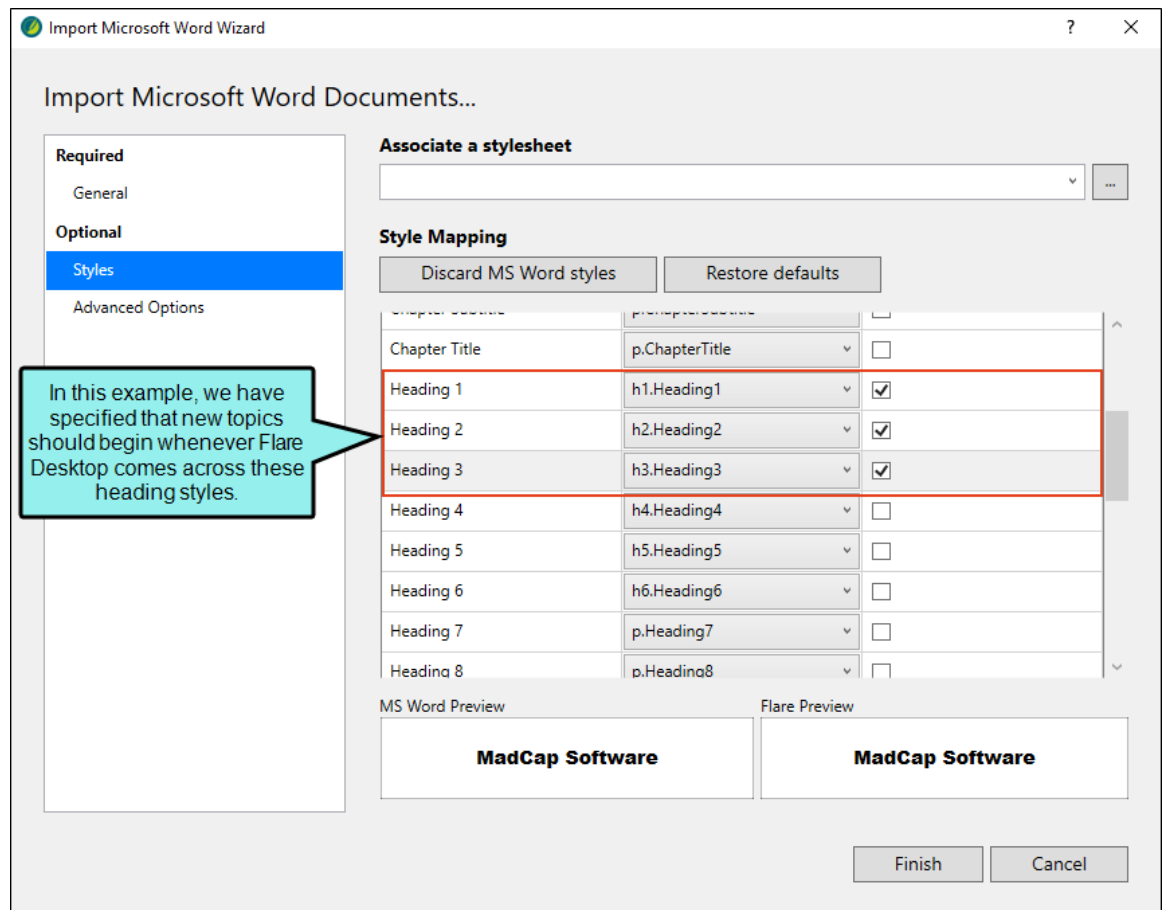 Import Microsoft Word Wizard
?
Import Microsoft Word Documents...
Required
General
Optional
Styles
Advanced Options
Associate a stylesheet
...
Style Mapping
Discard MS Word styles
Restore defaults
Chapter Subtitle p.ChapterSubtitle
Chapter Title p.ChapterTitle
Heading 1 h1.Heading1
Heading 2 h2.Heading2
Heading 3 h3.Heading3
Heading 4 h4.Heading4
Heading 5 h5.Heading5
Heading 6 h6.Heading6
Heading 7 p.Heading7
Heading 8 p.Heading8
In this example, we have
specified that new topics
should begin whenever Flare
Desktop comes across these
heading styles.
MS Word Preview
MadCap Software
Flare Preview
MadCap Software
Finish
Cancel